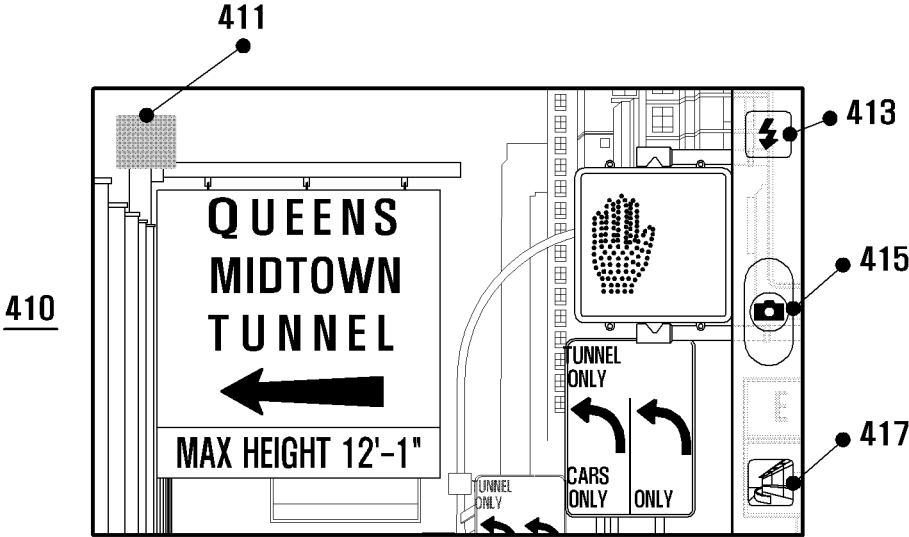 411
413
415
410
417
QUEENS
MIDTOWN
TUNNEL
MAX HEIGHT 12'-1"
TUNNEL
ONLY
CARS
ONLY
ONLY
TUNNEL
ONLY
E